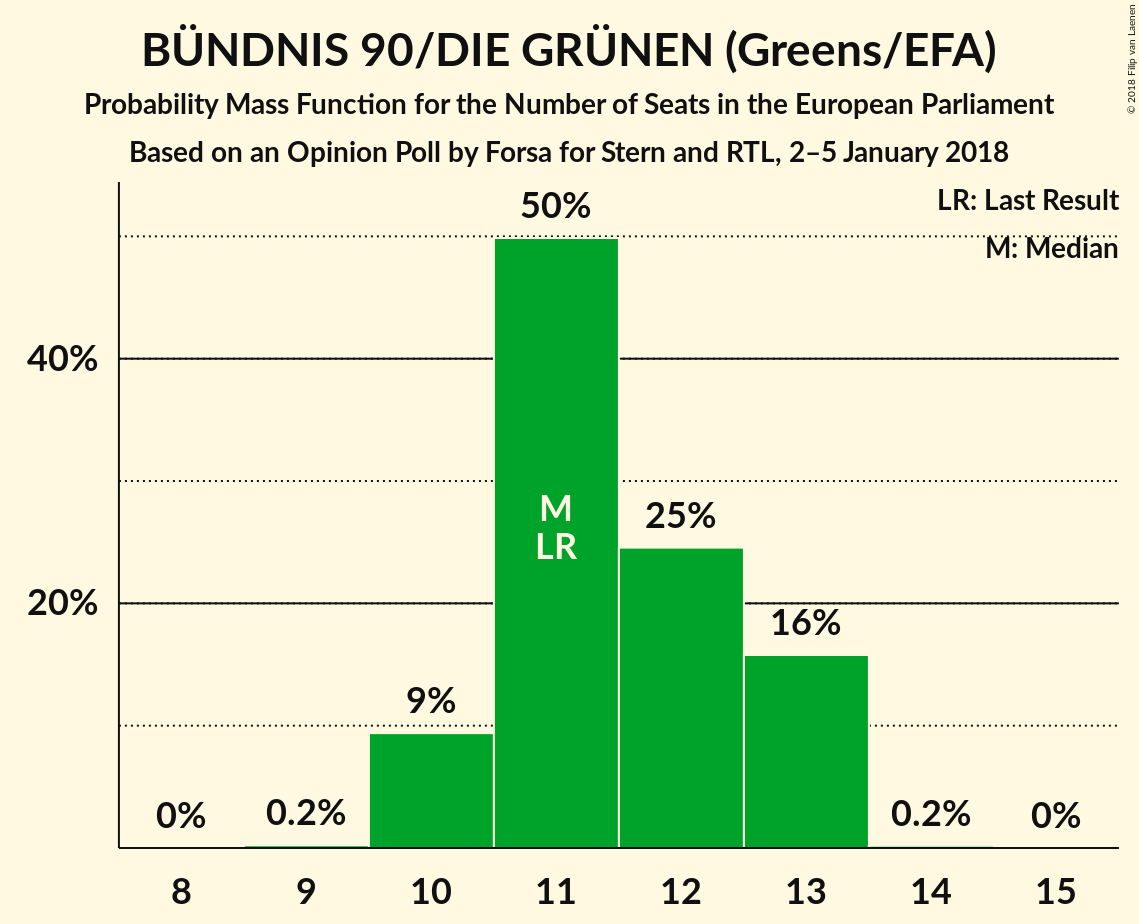 BÜNDNIS 90/DIE GRÜNEN (Greens/EFA)
Probability Mass Function for the Number of Seats in the European Parliament
Based on an Opinion Poll by Forsa for Stern and RTL, 2–5 January 2018
© 2018 Filip van Laenen
LR: Last Result
M: Median
50%
40%
M
LR
25%
20%
16%
9%
0%
0.2%
0.2%
0%
8 9 10 11 12 13 14 15